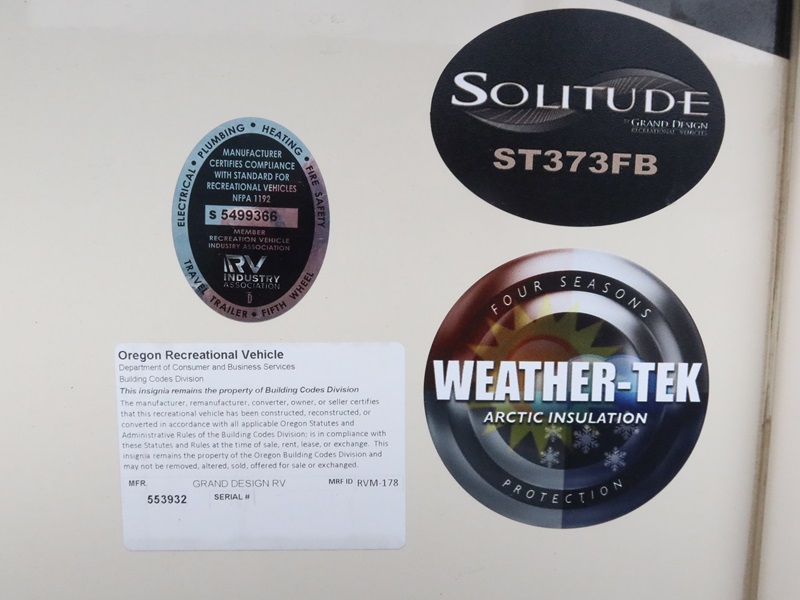 SOLITUDE
BY GRAND DESIGN
RECREATIONAL VEHICLES
ST373FB
ELECTRICAL • PLUMBING • HEATING • FIRE SAFETY
MANUFACTURER
CERTIFIES COMPLIANCE
WITH STANDARD FOR
RECREATIONAL VEHICLES
NFPA 1192
S 5499366
MEMBER
RECREATION VEHICLE
INDUSTRY ASSOCIATION
RV
INDUSTRY
ASSOCIATION
TRAVEL TRAILER • FIFTH WHEEL
FOUR SEASONS
WEATHER-TEK
ARCTIC INSULATION
PROTECTION
Oregon Recreational Vehicle
Department of Consumer and Business Services
Building Codes Division
This insignia remains the property of Building Codes Division
The manufacturer, remanufacturer, converter, owner, or seller certifies
that this recreational vehicle has been constructed, reconstructed, or
converted in accordance with all applicable Oregon Statutes and
Administrative Rules of the Building Codes Division; is in compliance with
these Statutes and Rules at the time of sale, rent, lease, or exchange. This
insignia remains the property of the Oregon Building Codes Division and
may not be removed, altered, sold, offered for sale or exchanged.
MFR. GRAND DESIGN RV MRF ID RVM-178
553932 SERIAL #